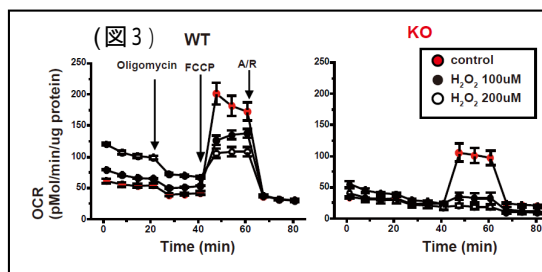 (図3)
WT
KO
Oligomycin
FCCP
A/R
control
H₂O₂ 100uM
H₂O₂ 200uM
OCR
(pMol/min/ug protein)
250
200
150
100
50
0
0 20 40 60 80
Time (min)
250
200
150
100
50
0
0 20 40 60 80
Time (min)